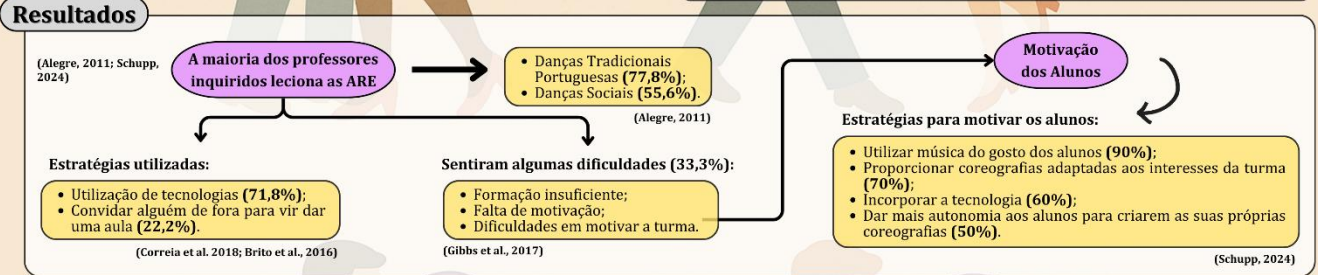 Resultados
(Alegre, 2011; Schupp,
2024)
A maioria dos professores
inquiridos leciona as ARE
• Danças Tradicionais
Portuguesas (77,8%);
• Danças Sociais (55,6%).
(Alegre, 2011)
Motivação
dos Alunos
Estratégias utilizadas:
• Utilização de tecnologias (71,8%);
• Convidar alguém de fora para vir dar
uma aula (22,2%).
(Correia et al. 2018; Brito et al., 2016)
Sentiram algumas dificuldades (33,3%):
• Formação insuficiente;
• Falta de motivação;
• Dificuldades em motivar a turma.
(Gibbs et al., 2017)
Estratégias para motivar os alunos:
• Utilizar música do gosto dos alunos (90%);
• Proporcionar coreografias adaptadas aos interesses da turma
(70%);
• Incorporar a tecnologia (60%);
• Dar mais autonomia aos alunos para criarem as suas próprias
coreografias (50%).
(Schupp, 2024)